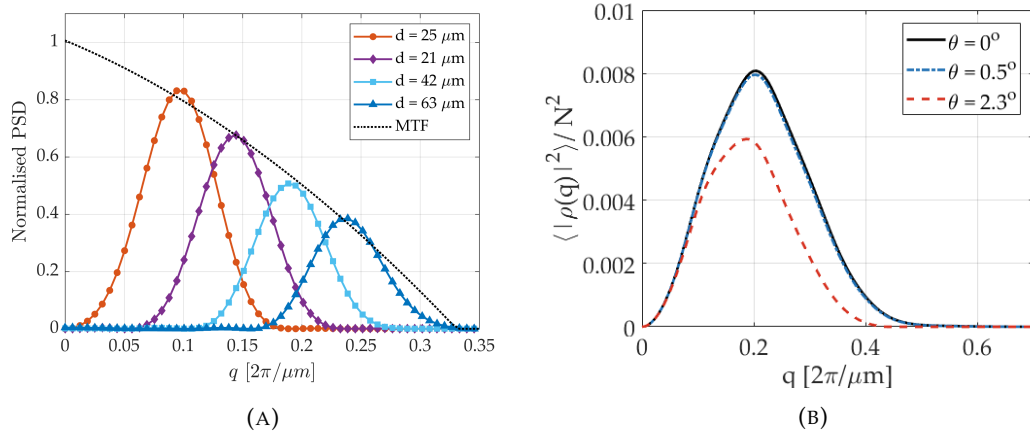 Normalised PSD
1
0.8
0.6
0.4
0.2
0
0 0.05 0.1 0.15 0.2 0.25 0.3 0.35
q [2π/μm]
d = 25 μm
d = 21 μm
d = 42 μm
d = 63 μm
MTF
(A)
⟨|ρ(q)|²⟩/N²
0.01
0.008
0.006
0.004
0.002
0
0 0.2 0.4 0.6
q [2π/μm]
θ = 0°
θ = 0.5°
θ = 2.3°
(B)